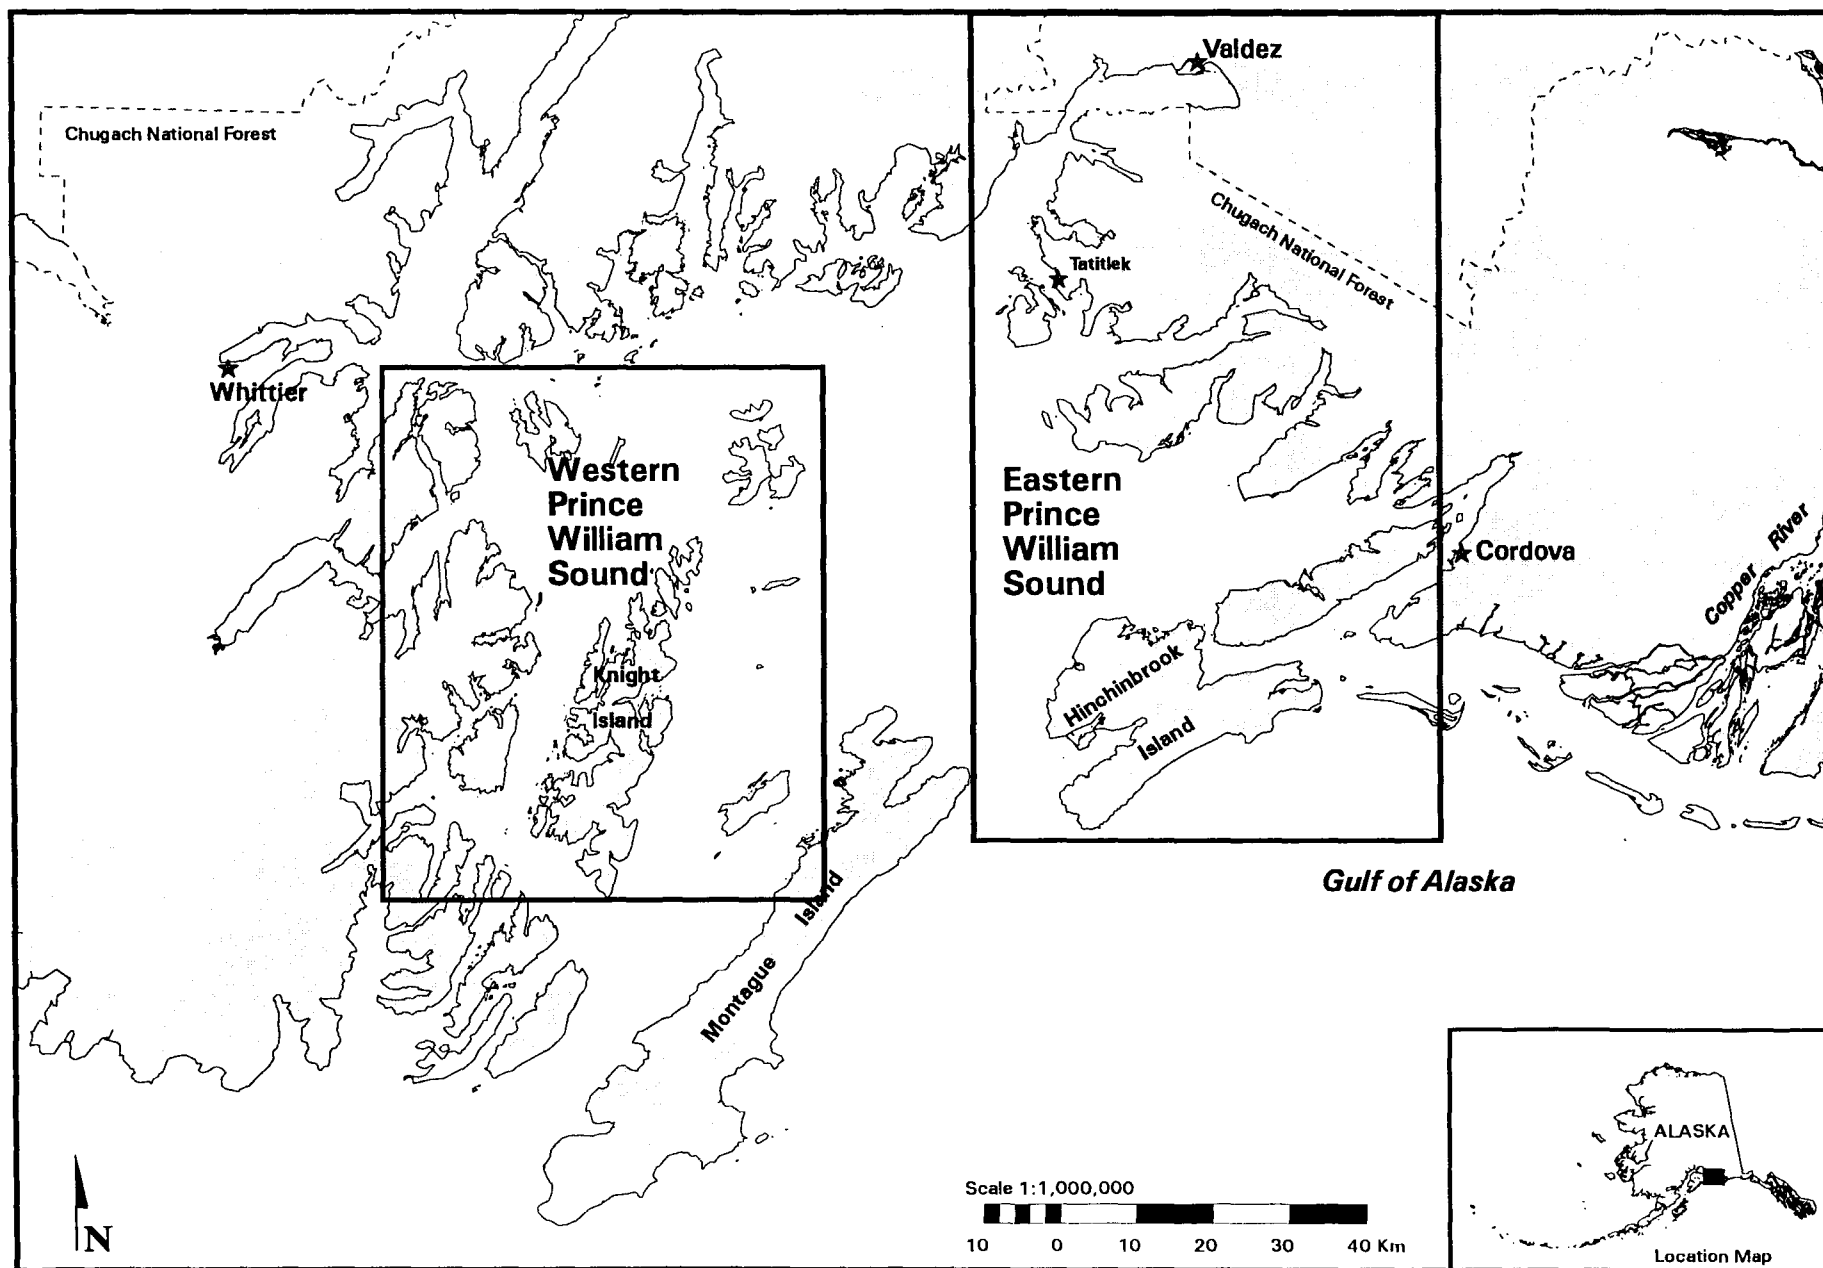 Valdez
Chugach National Forest
Chugach National Forest
Tatitlek
Whittier
Western
Prince
William
Sound
Eastern
Prince
William
Sound
Copper River
Cordova
Knight
Island
Hinchinbrook
Island
Gulf of Alaska
Montague Island
ALASKA
Scale 1:1,000,000
10 0 10 20 30 40 Km
N
Location Map